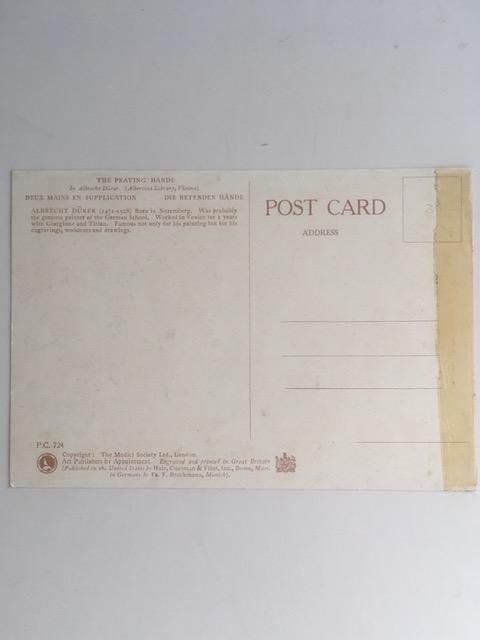 THE PRAYING HANDS
by Albrecht Dürer (Albertina Library, Vienna)
DEUX MAINS EN SUPPLICATION DIE BETENDEN HÄNDE
ALBRECHT DÜRER (1471-1528) Born in Nuremberg. Was probably
the greatest painter of the German School. Worked in Venice for 2 years
with Giorgione and Titian. Famous not only for his painting but for his
engravings, woodcuts and drawings.
POST CARD
ADDRESS
P.C. 724
Copyright: The Medici Society Ltd., London.
Art Publishers by Appointment. Engraved and printed in Great Britain
(Published in the United States by Hale, Cushman & Flint, Inc., Boston, Mass.
in Germany by F. Bruckmann, Munich).